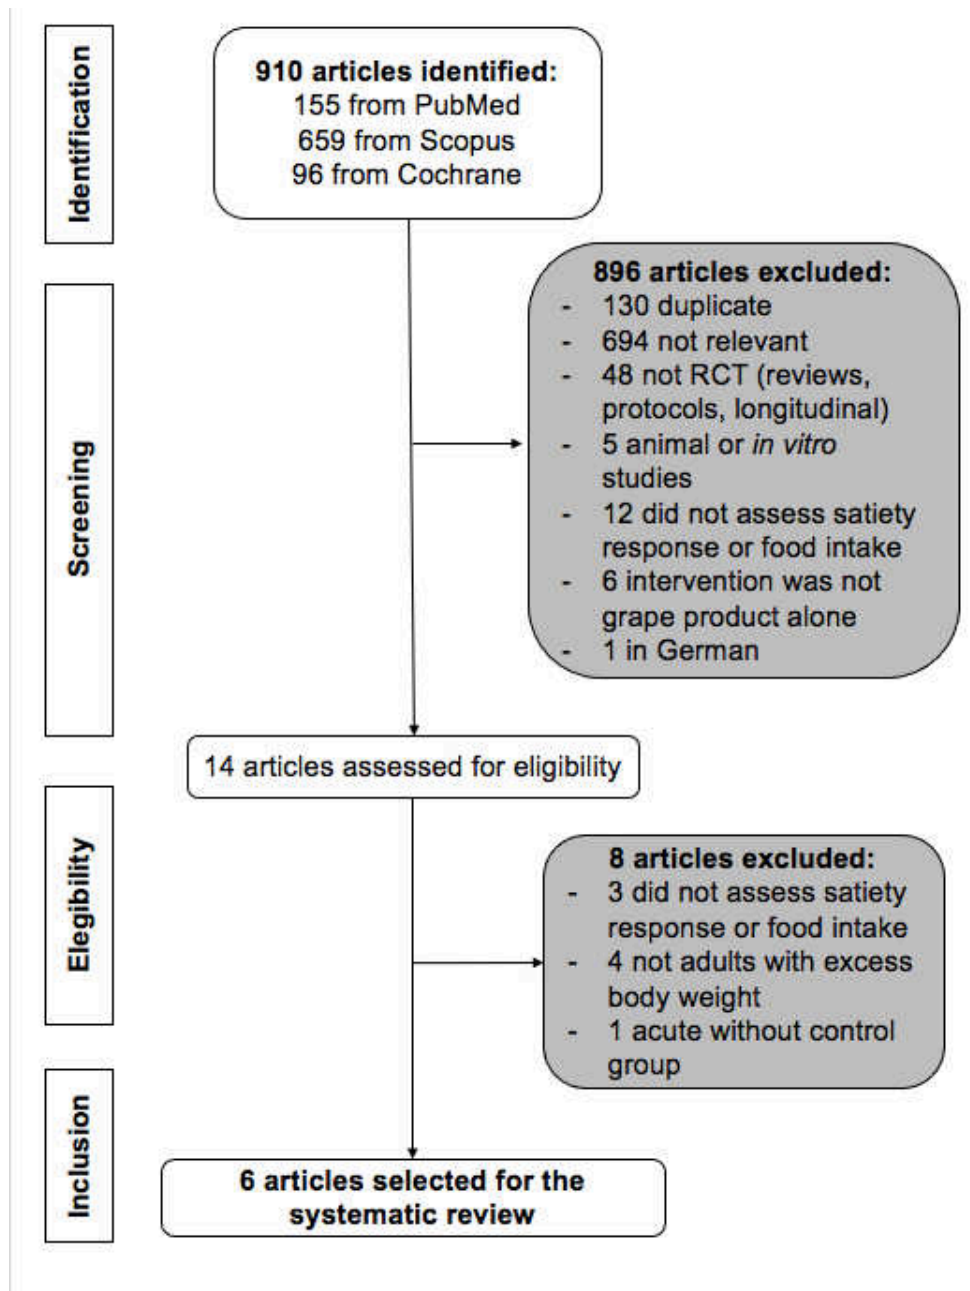 Identification
910 articles identified:
155 from PubMed
659 from Scopus
96 from Cochrane
Screening
896 articles excluded:
- 130 duplicate
- 694 not relevant
- 48 not RCT (reviews,
protocols, longitudinal)
- 5 animal or in vitro
studies
- 12 did not assess satiety
response or food intake
- 6 intervention was not
grape product alone
- 1 in German
14 articles assessed for eligibility
Elegibility
8 articles excluded:
- 3 did not assess satiety
response or food intake
- 4 not adults with excess
body weight
- 1 acute without control
group
Inclusion
6 articles selected for the
systematic review